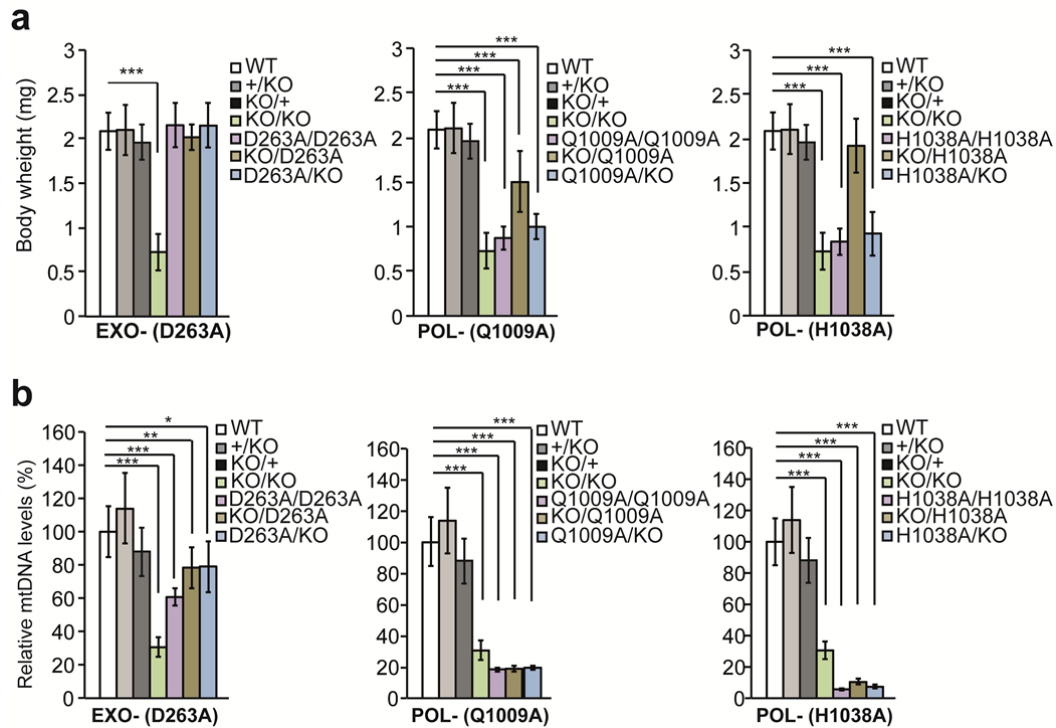 a
Body wheight (mg)
3
2.5
2
1.5
1
0.5
0
***
WT
+/KO
KO/+
KO/KO
D263A/D263A
KO/D263A
D263A/KO
EXO- (D263A)
3
2.5
2
1.5
1
0.5
0
***
***
***
***
WT
+/KO
KO/+
KO/KO
Q1009A/Q1009A
KO/Q1009A
Q1009A/KO
POL- (Q1009A)
3
2.5
2
1.5
1
0.5
0
***
***
***
WT
+/KO
KO/+
KO/KO
H1038A/H1038A
KO/H1038A
H1038A/KO
POL- (H1038A)
b
Relative mtDNA levels (%)
160
140
120
100
80
60
40
20
0
*
**
***
***
WT
+/KO
KO/+
KO/KO
D263A/D263A
KO/D263A
D263A/KO
EXO- (D263A)
160
140
120
100
80
60
40
20
0
***
***
***
***
WT
+/KO
KO/+
KO/KO
Q1009A/Q1009A
KO/Q1009A
Q1009A/KO
POL- (Q1009A)
160
140
120
100
80
60
40
20
0
***
***
***
***
WT
+/KO
KO/+
KO/KO
H1038A/H1038A
KO/H1038A
H1038A/KO
POL- (H1038A)